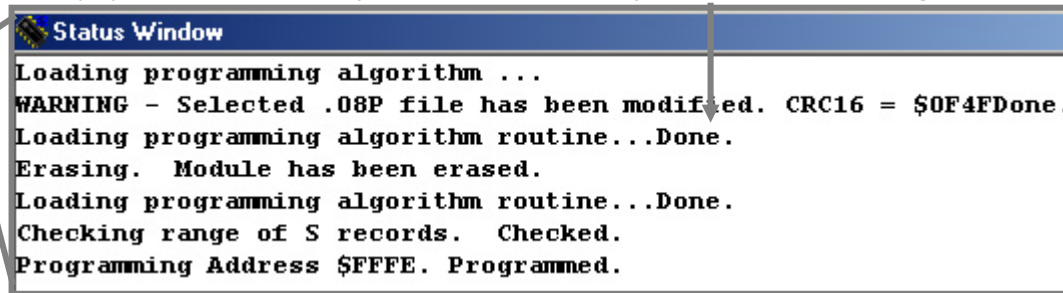 Status Window
Loading programming algorithm ...
WARNING - Selected .08P file has been modified. CRC16 = $0F4FDone.
Loading programming algorithm routine...Done.
Erasing.  Module has been erased.
Loading programming algorithm routine...Done.
Checking range of S records.  Checked.
Programming Address $FFFE. Programmed.